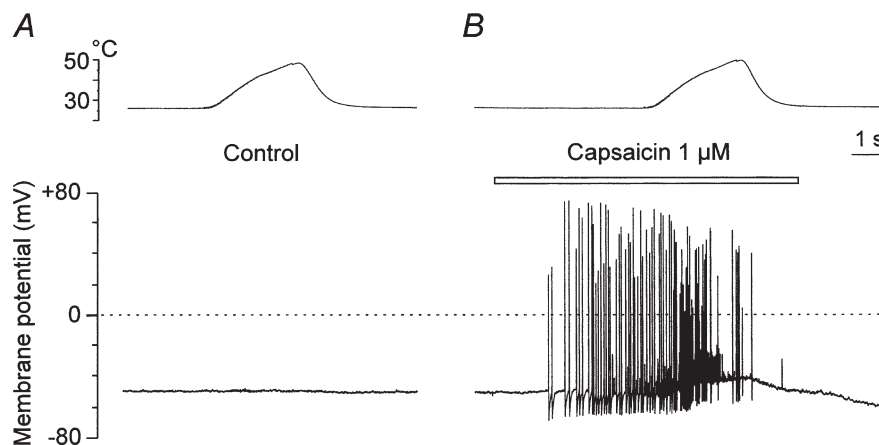 A
B
°C
50
30
Control
Capsaicin 1 µM
1 s
+80
0
-80
Membrane potential (mV)